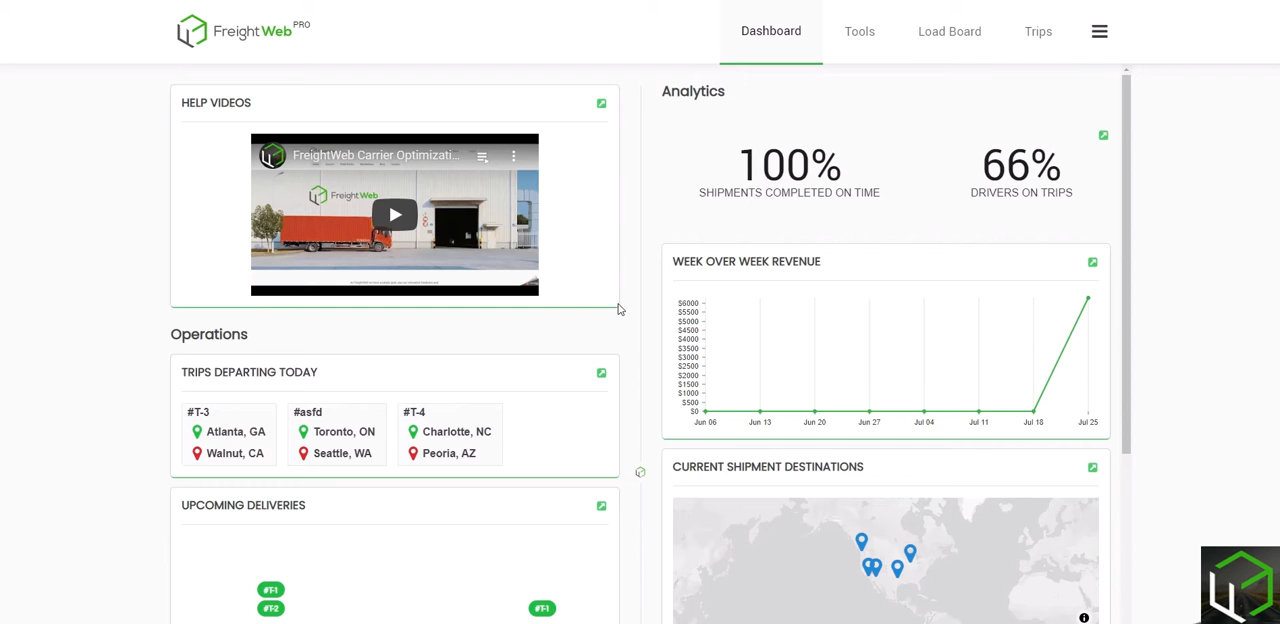 FreightWeb PRO
Dashboard
Tools
Load Board
Trips
HELP VIDEOS
FreightWeb Carrier Optimizati...
FreightWeb
Operations
TRIPS DEPARTING TODAY
#T-3
Atlanta, GA
Walnut, CA
#asfd
Toronto, ON
Seattle, WA
#T-4
Charlotte, NC
Peoria, AZ
UPCOMING DELIVERIES
#T-1
#T-2
#T-1
Analytics
100%
SHIPMENTS COMPLETED ON TIME
66%
DRIVERS ON TRIPS
WEEK OVER WEEK REVENUE
$6000
$5500
$5000
$4500
$4000
$3500
$3000
$2500
$2000
$1500
$1000
$500
$0
Jun 06 Jun 13 Jun 20 Jun 27 Jul 04 Jul 11 Jul 18 Jul 25
CURRENT SHIPMENT DESTINATIONS